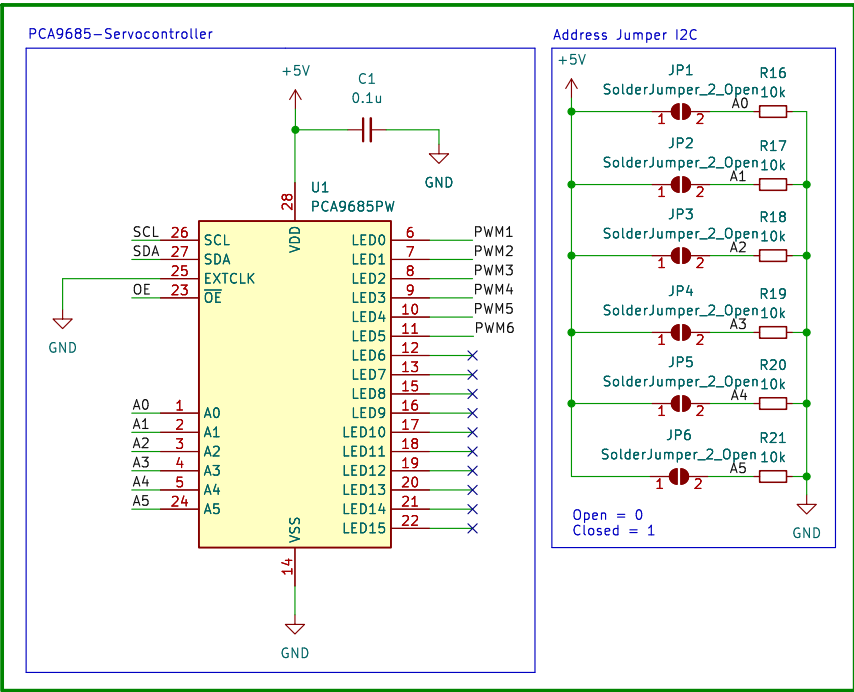 PCA9685-Servocontroller
+5V
C1
0.1u
GND
U1
PCA9685PW
28
VDD
SCL 26 SCL
SDA 27 SDA
25 EXTCLK
OE 23 OE
GND
A0 1 A0
A1 2 A1
A2 3 A2
A3 4 A3
A4 5 A4
A5 24 A5
LED0 6 PWM1
LED1 7 PWM2
LED2 8 PWM3
LED3 9 PWM4
LED4 10 PWM5
LED5 11 PWM6
LED6 12
LED7 13
LED8 15
LED9 16
LED10 17
LED11 18
LED12 19
LED13 20
LED14 21
LED15 22
VSS
14
GND
Address Jumper I2C
+5V
JP1 R16
SolderJumper_2_Open 10k
1 2 A0
JP2 R17
SolderJumper_2_Open 10k
1 2 A1
JP3 R18
SolderJumper_2_Open 10k
1 2 A2
JP4 R19
SolderJumper_2_Open 10k
1 2 A3
JP5 R20
SolderJumper_2_Open 10k
1 2 A4
JP6 R21
SolderJumper_2_Open 10k
1 2 A5
Open = 0
Closed = 1
GND